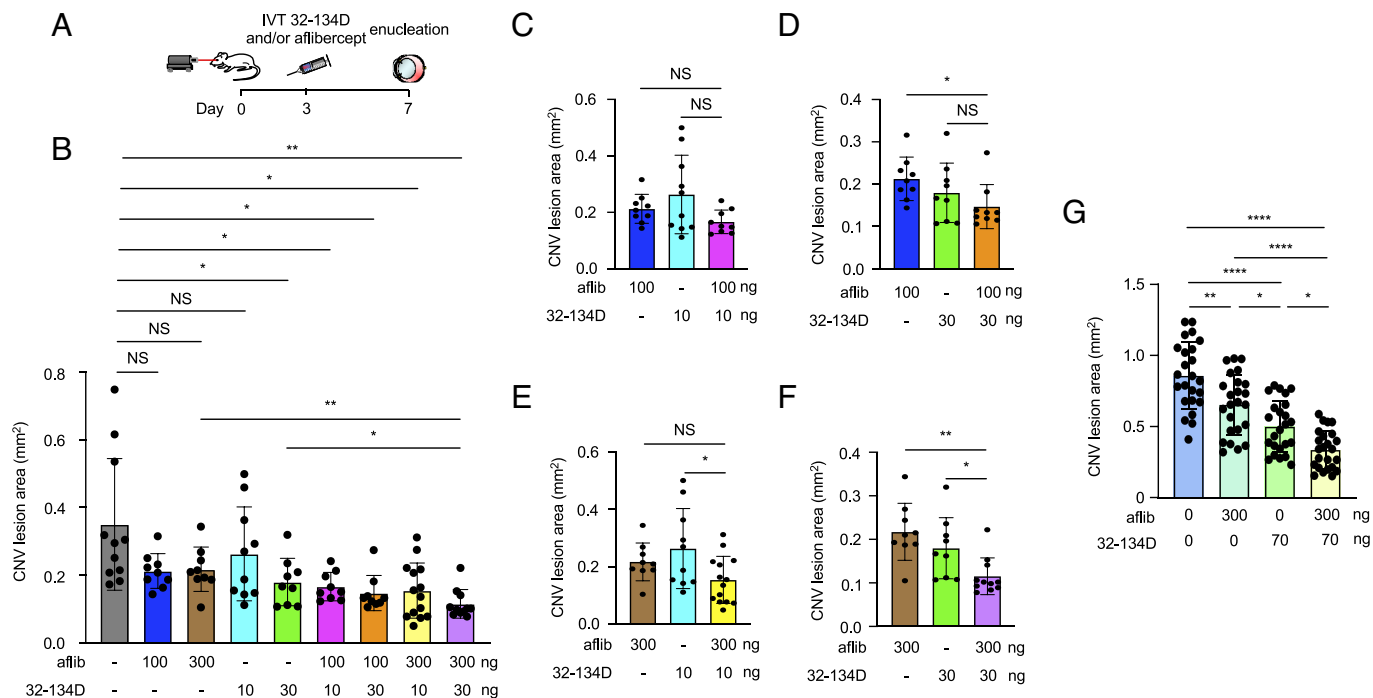 A
IVT 32-134D
and/or aflibercept
enucleation
Day 0 3 7
B
**
*
*
*
*
NS
NS
NS
**
*
CNV lesion area (mm²)
0.8
0.6
0.4
0.2
0.0
aflib - 100 300 - - 100 100 300 300 ng
32-134D - - - 10 30 10 30 10 30 ng
C
NS
NS
CNV lesion area (mm²)
0.6
0.4
0.2
0.0
aflib 100 - 100 ng
32-134D - 10 10 ng
D
*
NS
CNV lesion area (mm²)
0.4
0.3
0.2
0.1
0.0
aflib 100 - 100 ng
32-134D - 30 30 ng
E
NS
*
CNV lesion area (mm²)
0.6
0.4
0.2
0.0
aflib 300 - 300 ng
32-134D - 10 10 ng
F
**
*
CNV lesion area (mm²)
0.4
0.3
0.2
0.1
0.0
aflib 300 - 300 ng
32-134D - 30 30 ng
G
****
****
****
** * *
CNV lesion area (mm²)
1.5
1.0
0.5
0
aflib 0 300 0 300 ng
32-134D 0 0 70 70 ng